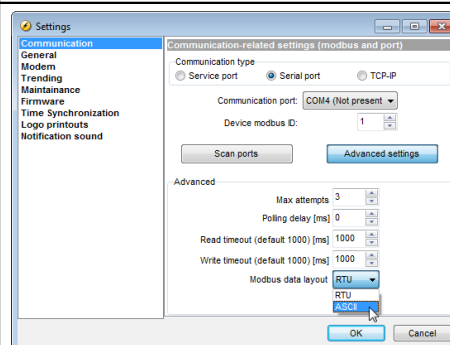 Settings
Communication
General
Modem
Trending
Maintainance
Firmware
Time Synchronization
Logo printouts
Notification sound
Communication-related settings (modbus and port)
Communication type
Service port Serial port TCP-IP
Communication port: COM4 (Not present
Device modbus ID: 1
Scan ports Advanced settings
Advanced
Max attempts 3
Polling delay [ms] 0
Read timeout (default 1000) [ms] 1000
Write timeout (default 1000) [ms] 1000
Modbus data layout RTU
RTU
ASCII
OK Cancel